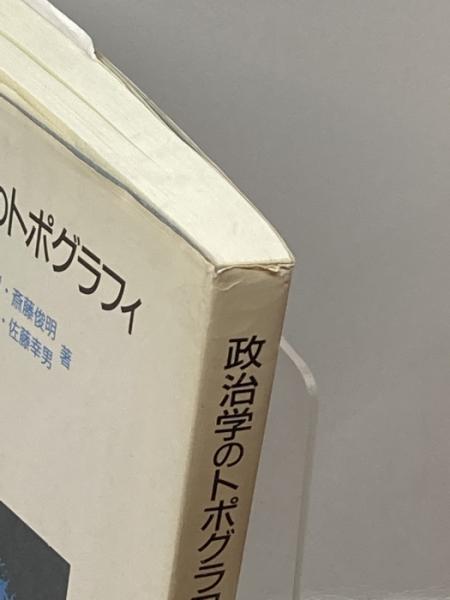 のトポグラフィ
・斎藤俊明
・佐藤幸男 著
政治学のトポグラフ